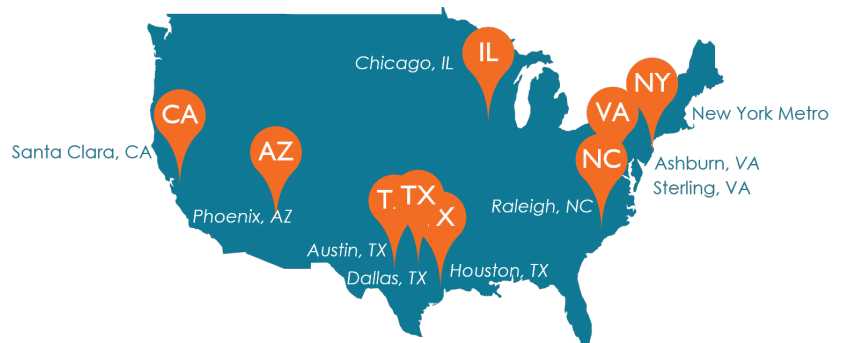 IL
Chicago, IL
NY
CA
VA
New York Metro
Santa Clara, CA
AZ
NC
Ashburn, VA
Sterling, VA
T.
TX
X
Raleigh, NC
Phoenix, AZ
Austin, TX
Dallas, TX
Houston, TX